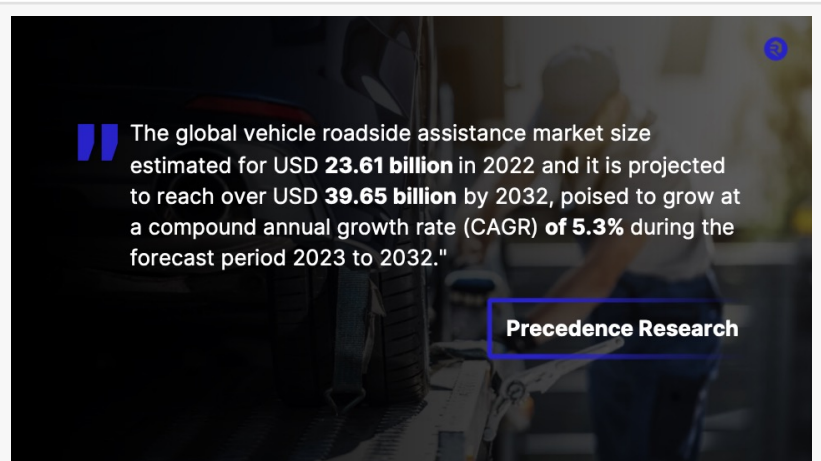 The global vehicle roadside assistance market size
estimated for USD 23.61 billion in 2022 and it is projected
to reach over USD 39.65 billion by 2032, poised to grow at
a compound annual growth rate (CAGR) of 5.3% during the
forecast period 2023 to 2032."
Precedence Research